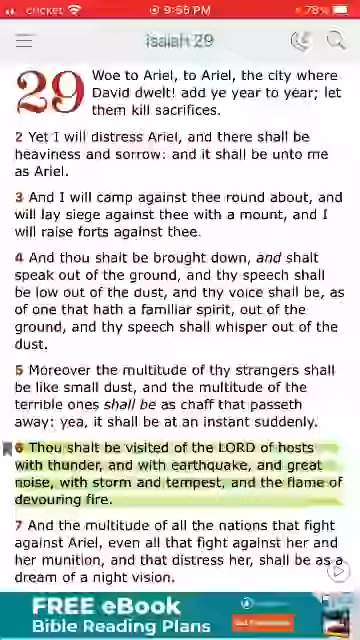 cricket 9:55 PM 78%
Isaiah 29
29 Woe to Ariel, to Ariel, the city where
David dwelt! add ye year to year; let
them kill sacrifices.
2 Yet I will distress Ariel, and there shall be
heaviness and sorrow: and it shall be unto me
as Ariel.
3 And I will camp against thee round about, and
will lay siege against thee with a mount, and I
will raise forts against thee.
4 And thou shalt be brought down, and shalt
speak out of the ground, and thy speech shall
be low out of the dust, and thy voice shall be, as
of one that hath a familiar spirit, out of the
ground, and thy speech shall whisper out of the
dust.
5 Moreover the multitude of thy strangers shall
be like small dust, and the multitude of the
terrible ones shall be as chaff that passeth
away: yea, it shall be at an instant suddenly.
6 Thou shalt be visited of the LORD of hosts
with thunder, and with earthquake, and great
noise, with storm and tempest, and the flame of
devouring fire.
7 And the multitude of all the nations that fight
against Ariel, even all that fight against her and
her munition, and that distress her, shall be as a
dream of a night vision.
FREE eBook
Bible Reading Plans